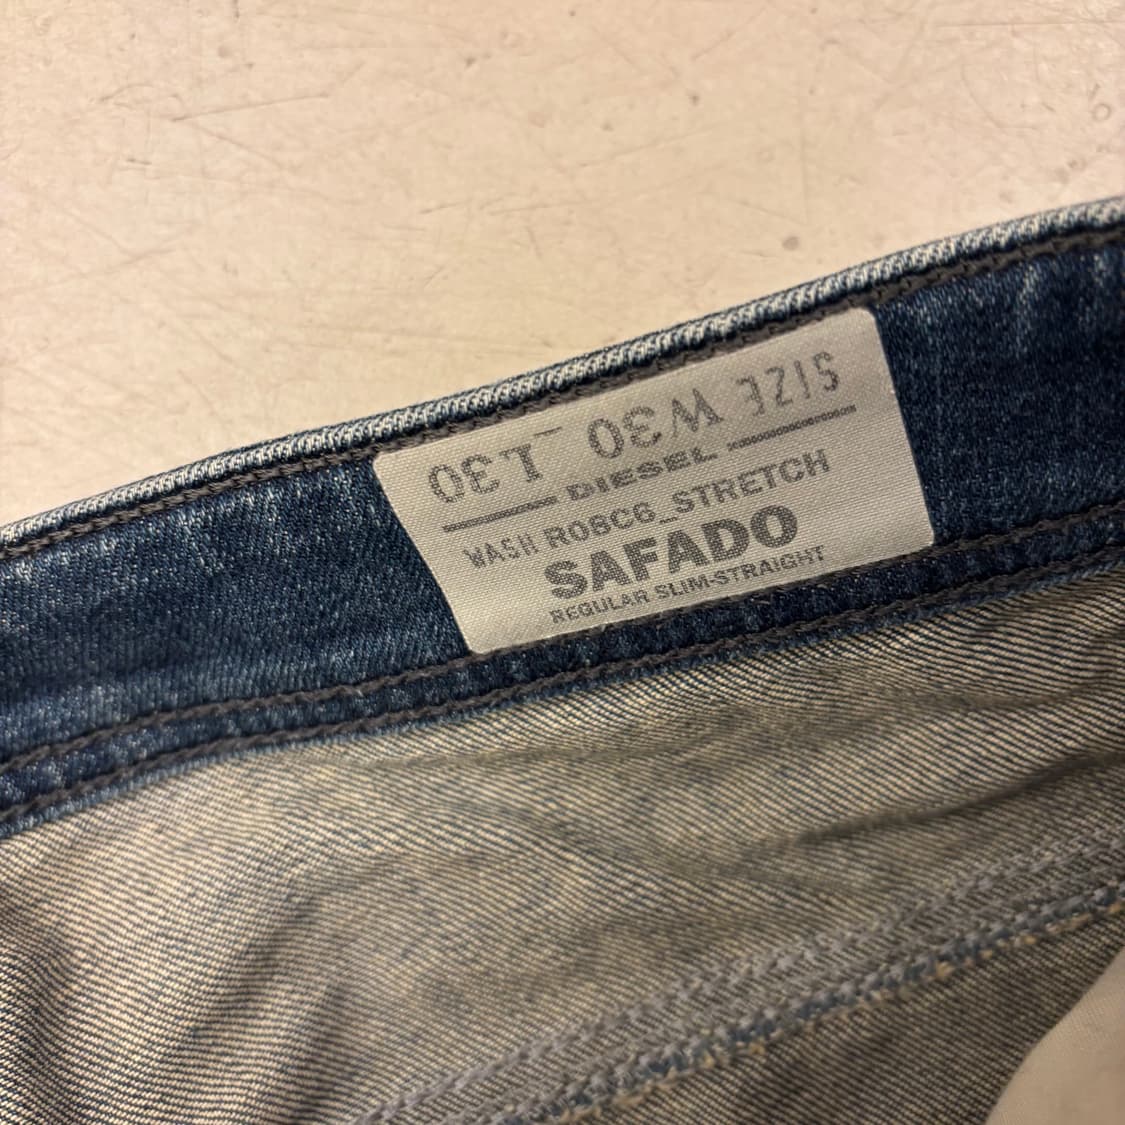 SIZE W30 L30
DIESEL
WASH R08C6_STRETCH
SAFADO
REGULAR SLIM-STRAIGHT